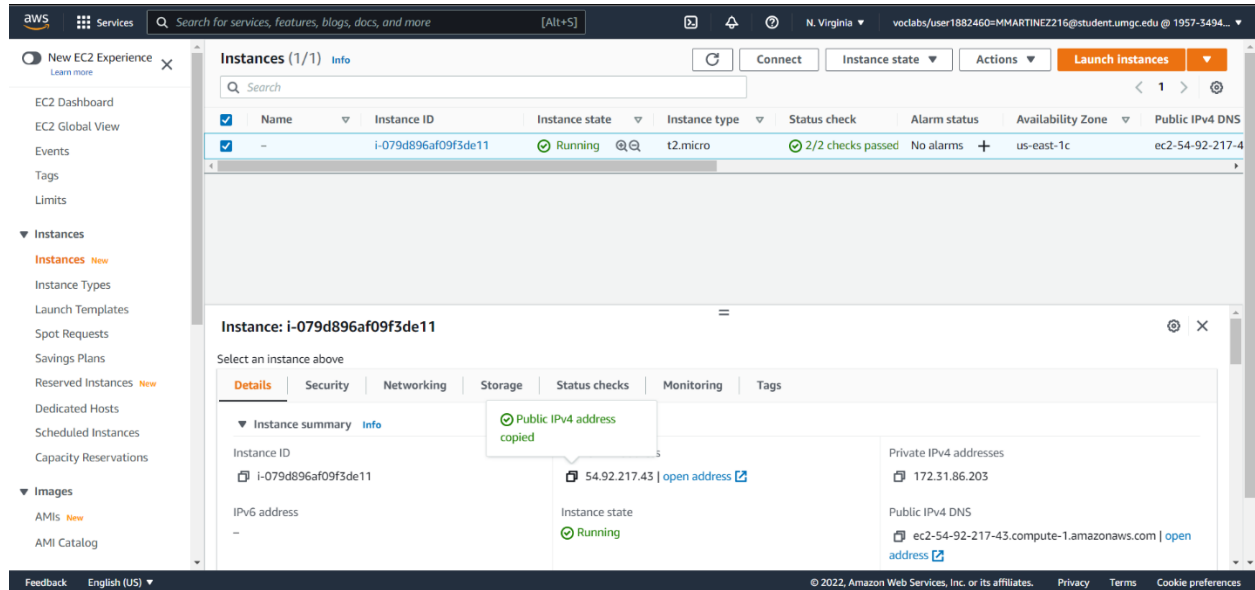 aws
Services
Search for services, features, blogs, docs, and more
[Alt+S]
N. Virginia
voclabs/user1882460=MMARTINEZ216@student.umgc.edu @ 1957-3494...
New EC2 Experience
Learn more
EC2 Dashboard
EC2 Global View
Events
Tags
Limits
Instances
Instances New
Instance Types
Launch Templates
Spot Requests
Savings Plans
Reserved Instances New
Dedicated Hosts
Scheduled Instances
Capacity Reservations
Images
AMIs New
AMI Catalog
Instances (1/1) Info
Connect
Instance state
Actions
Launch instances
Search
1
Name
Instance ID
Instance state
Instance type
Status check
Alarm status
Availability Zone
Public IPv4 DNS
–
i-079d896af09f3de11
Running
t2.micro
2/2 checks passed
No alarms
us-east-1c
ec2-54-92-217-4
Instance: i-079d896af09f3de11
Select an instance above
Details
Security
Networking
Storage
Status checks
Monitoring
Tags
Instance summary Info
Public IPv4 address
copied
Instance ID
i-079d896af09f3de11
s
54.92.217.43 | open address
Private IPv4 addresses
172.31.86.203
IPv6 address
–
Instance state
Running
Public IPv4 DNS
ec2-54-92-217-43.compute-1.amazonaws.com | open
address
Feedback
English (US)
© 2022, Amazon Web Services, Inc. or its affiliates.
Privacy
Terms
Cookie preferences